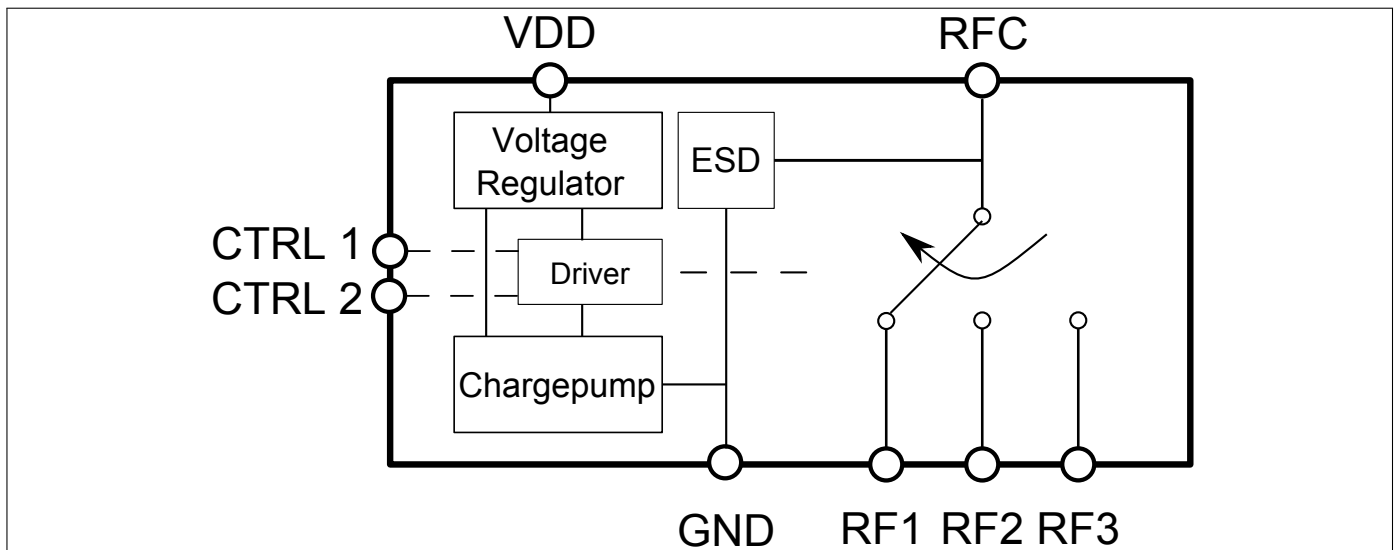 VDD
RFC
Voltage
Regulator
ESD
CTRL 1
CTRL 2
Driver
Chargepump
GND
RF1
RF2
RF3